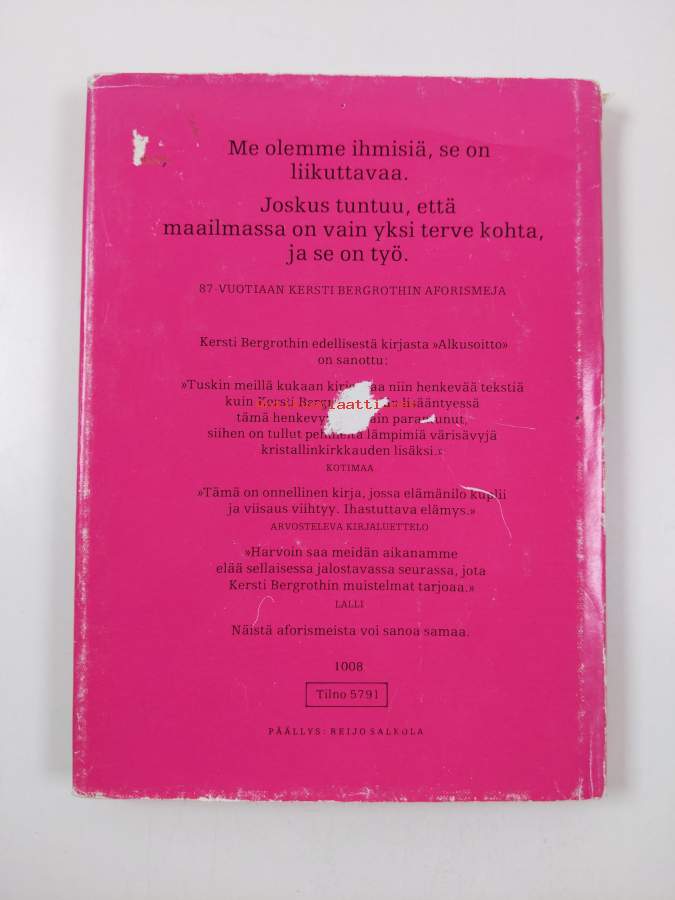 Me olemme ihmisiä, se on
liikuttavaa.
Joskus tuntuu, että
maailmassa on vain yksi terve kohta,
ja se on työ.
87-VUOTIAAN KERSTI BERGROTHIN AFORISMEJA
Kersti Bergrothin edellisestä kirjasta »Alkusoitto»
on sanottu:
»Tuskin meillä kukaan niin henkevää tekstiä
kuin Kersti
tämä
siihen on tullut lämpimiä värisävyjä
kristallinkirkkauden lisäksi.»
KOTIMAA
»Tämä on onnellinen kirja, jossa elämänilo kuplii
ja viisaus viihtyy. Ihastuttava elämys.»
ARVOSTELEVA KIRJALUETTELO
»Harvoin saa meidän aikanamme
elää sellaisessa jalostavassa seurassa, jota
Kersti Bergrothin muistelmat tarjoaa.»
LALLI
Näistä aforismeista voi sanoa samaa.
1008
Tilno 5791
PÄÄLLYS: REIJO SALKOLA